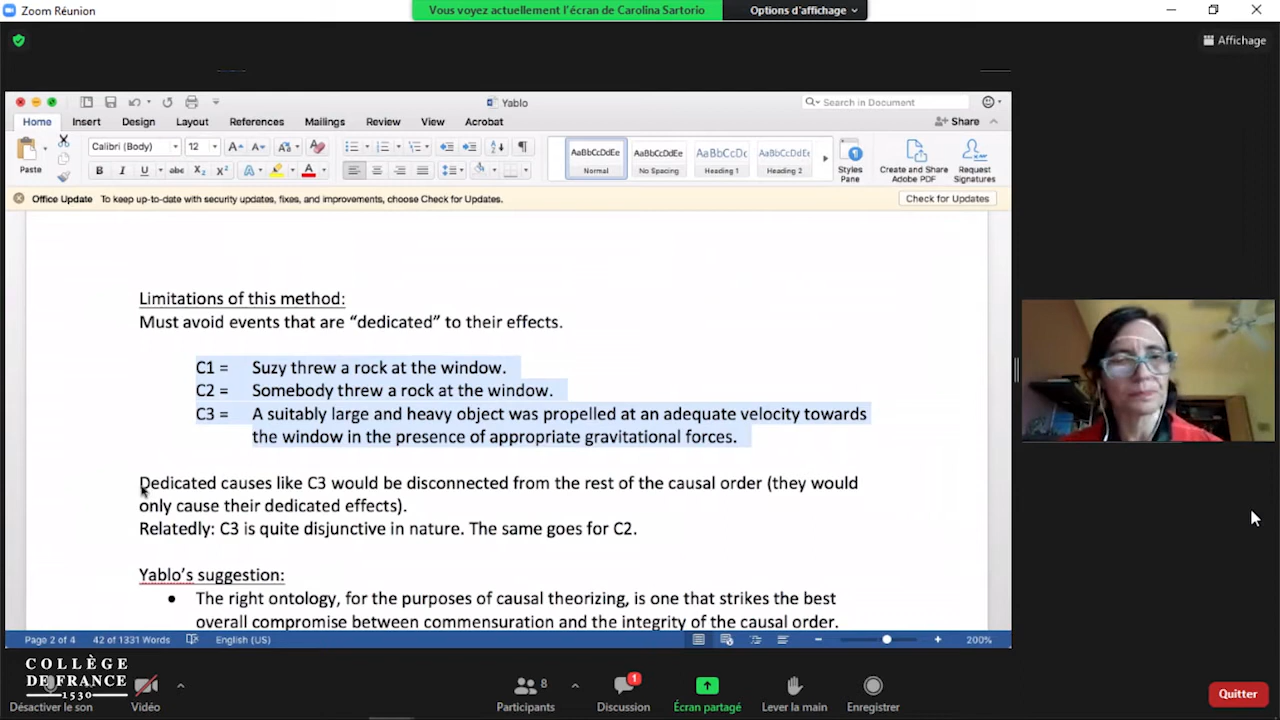 Zoom Réunion
Vous voyez actuellement l'écran de Carolina Sartorio
Options d'affichage
Affichage
Yablo
Search in Document
Home Insert Design Layout References Mailings Review View Acrobat
Share
Paste
Calibri (Body)
12
AaBbCcDdEe
Normal
AaBbCcDdEe
No Spacing
AaBbCcDc
Heading 1
AaBbCcDdEe
Heading 2
Styles Pane
Create and Share Adobe PDF
Request Signatures
Office Update To keep up-to-date with security updates, fixes, and improvements, choose Check for Updates.
Check for Updates
Limitations of this method:
Must avoid events that are “dedicated” to their effects.
C1 = Suzy threw a rock at the window.
C2 = Somebody threw a rock at the window.
C3 = A suitably large and heavy object was propelled at an adequate velocity towards
the window in the presence of appropriate gravitational forces.
Dedicated causes like C3 would be disconnected from the rest of the causal order (they would
only cause their dedicated effects).
Relatedly: C3 is quite disjunctive in nature. The same goes for C2.
Yablo’s suggestion:
• The right ontology, for the purposes of causal theorizing, is one that strikes the best
overall compromise between commensuration and the integrity of the causal order.
Page 2 of 4 42 of 1331 Words English (US) 200%
COLLÈGE
DE FRANCE
1530
Désactiver le son
Vidéo
8
Participants
1
Discussion
Écran partagé
Lever la main
Enregistrer
Quitter